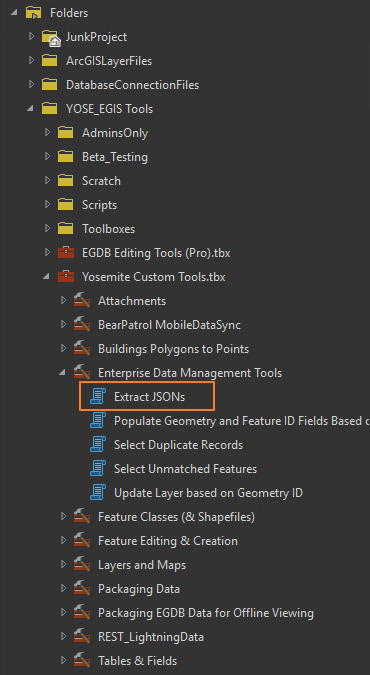 Folders
JunkProject
ArcGISLayerFiles
DatabaseConnectionFiles
YOSE_EGIS Tools
AdminsOnly
Beta_Testing
Scratch
Scripts
Toolboxes
EGDB Editing Tools (Pro).tbx
Yosemite Custom Tools.tbx
Attachments
BearPatrol MobileDataSync
Buildings Polygons to Points
Enterprise Data Management Tools
Extract JSONs
Populate Geometry and Feature ID Fields Based
Select Duplicate Records
Select Unmatched Features
Update Layer based on Geometry ID
Feature Classes (& Shapefiles)
Feature Editing & Creation
Layers and Maps
Packaging Data
Packaging EGDB Data for Offline Viewing
REST_LightningData
Tables & Fields